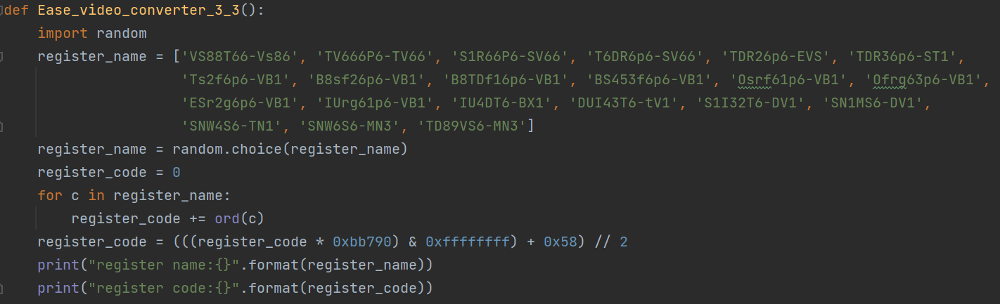 def Ease_video_converter_3_3():
import random
register_name = ['VS88T66-Vs86', 'TV666P6-TV66', 'S1R66P6-SV66', 'T6DR6p6-SV66', 'TDR26p6-EVS', 'TDR36p6-ST1',
'Ts2f6p6-VB1', 'B8sf26p6-VB1', 'B8TDf16p6-VB1', 'BS453f6p6-VB1', 'Osrf61p6-VB1', 'Ofrg63p6-VB1',
'ESr2g6p6-VB1', 'IUrg61p6-VB1', 'IU4DT6-BX1', 'DUI43T6-tV1', 'S1I32T6-DV1', 'SN1MS6-DV1',
'SNW4S6-TN1', 'SNW6S6-MN3', 'TD89VS6-MN3']
register_name = random.choice(register_name)
register_code = 0
for c in register_name:
register_code += ord(c)
register_code = (((register_code * 0xbb790) & 0xffffffff) + 0x58) // 2
print("register name:{}".format(register_name))
print("register code:{}".format(register_code))